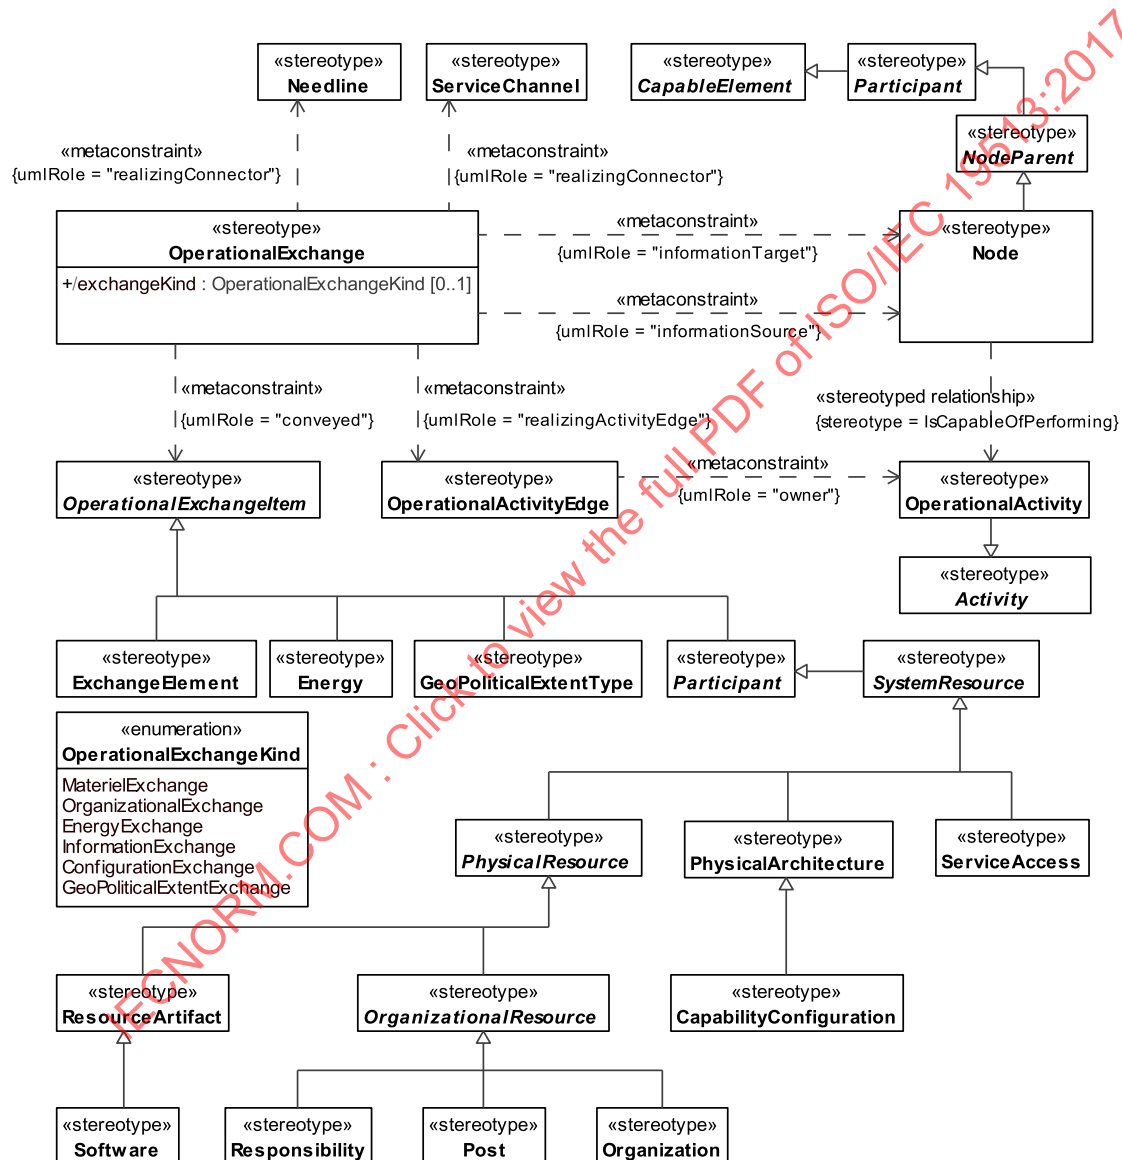 «stereotype»
Needline
«stereotype»
ServiceChannel
«stereotype»
CapableElement
«stereotype»
Participant
«stereotype»
NodeParent
«metaconstraint»
{umlRole = "realizingConnector"}
«metaconstraint»
{umlRole = "realizingConnector"}
«stereotype»
OperationalExchange
+/exchangeKind : OperationalExchangeKind [0..1]
«metaconstraint»
{umlRole = "informationTarget"}
«metaconstraint»
{umlRole = "informationSource"}
«stereotype»
Node
«metaconstraint»
{umlRole = "conveyed"}
«metaconstraint»
{umlRole = "realizingActivityEdge"}
«stereotyped relationship»
{stereotype = IsCapableOfPerforming}
«stereotype»
OperationalExchangeItem
«stereotype»
OperationalActivityEdge
«metaconstraint»
{umlRole = "owner"}
«stereotype»
OperationalActivity
«stereotype»
Activity
«stereotype»
ExchangeElement
«stereotype»
Energy
«stereotype»
GeoPoliticalExtentType
«stereotype»
Participant
«stereotype»
SystemResource
«enumeration»
OperationalExchangeKind
MaterielExchange
OrganizationalExchange
EnergyExchange
InformationExchange
ConfigurationExchange
GeoPoliticalExtentExchange
«stereotype»
PhysicalResource
«stereotype»
PhysicalArchitecture
«stereotype»
ServiceAccess
«stereotype»
ResourceArtifact
«stereotype»
OrganizationalResource
«stereotype»
CapabilityConfiguration
«stereotype»
Software
«stereotype»
Responsibility
«stereotype»
Post
«stereotype»
Organization
IECNORM.COM : Click to view the full PDF of ISO/IEC 19513:2017